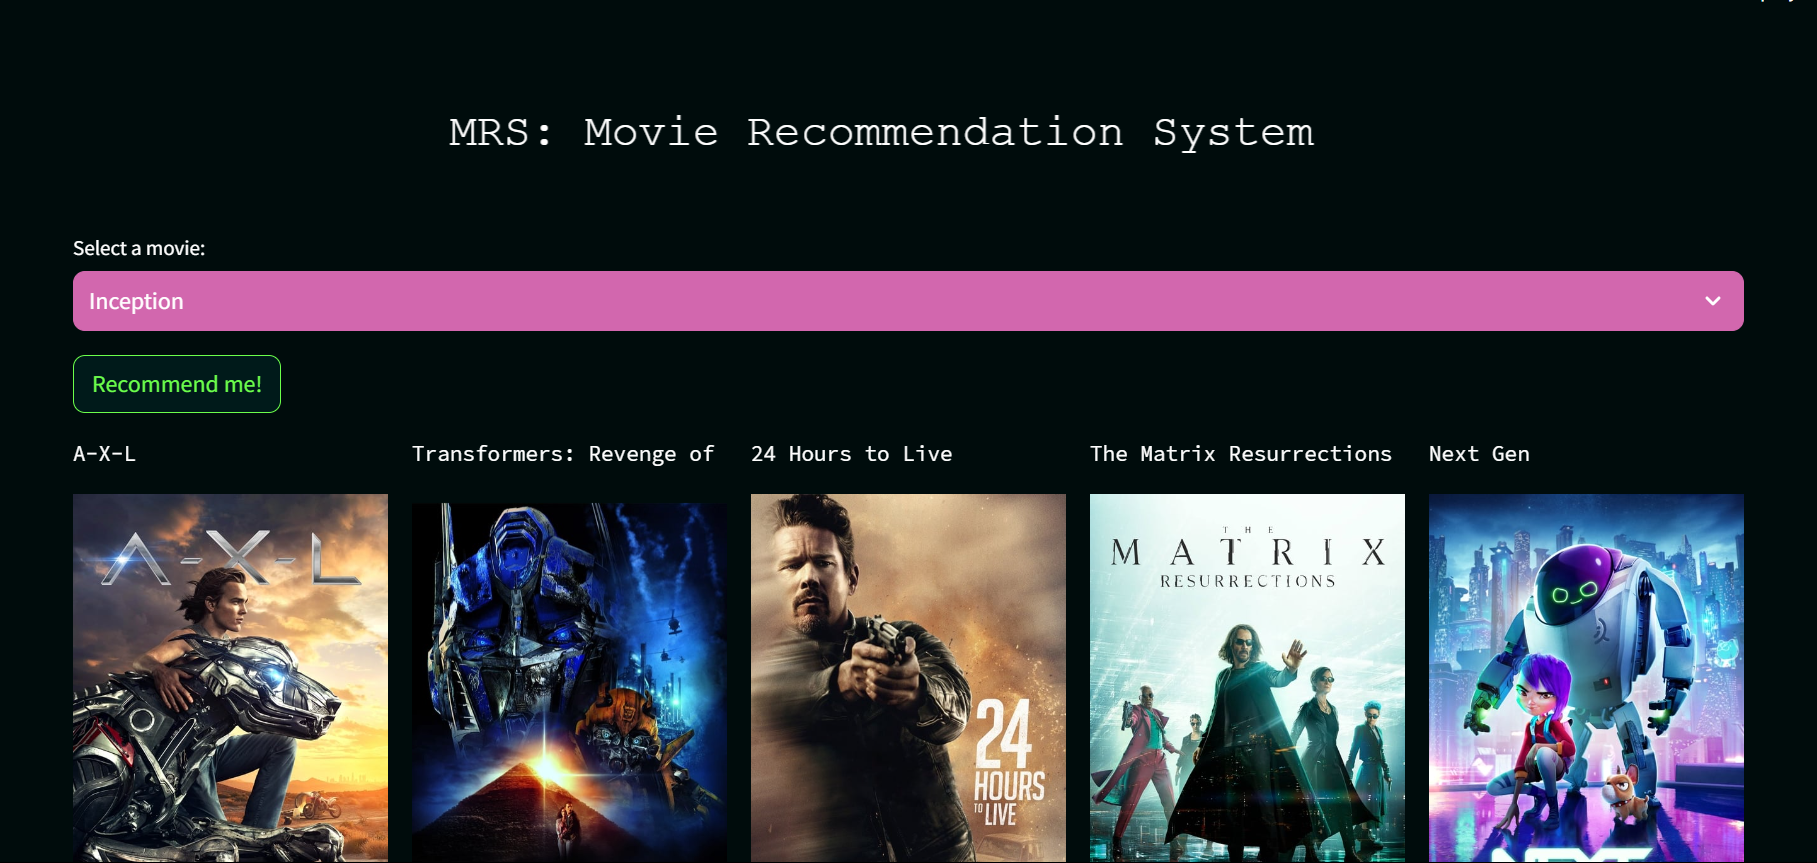 MRS: Movie Recommendation System
Select a movie:
Inception
Recommend me!
A-X-L
Transformers: Revenge of
24 Hours to Live
The Matrix Resurrections
Next Gen
A-X-L
24
HOURS
TO LIVE
THE
MATRIX
RESURRECTIONS